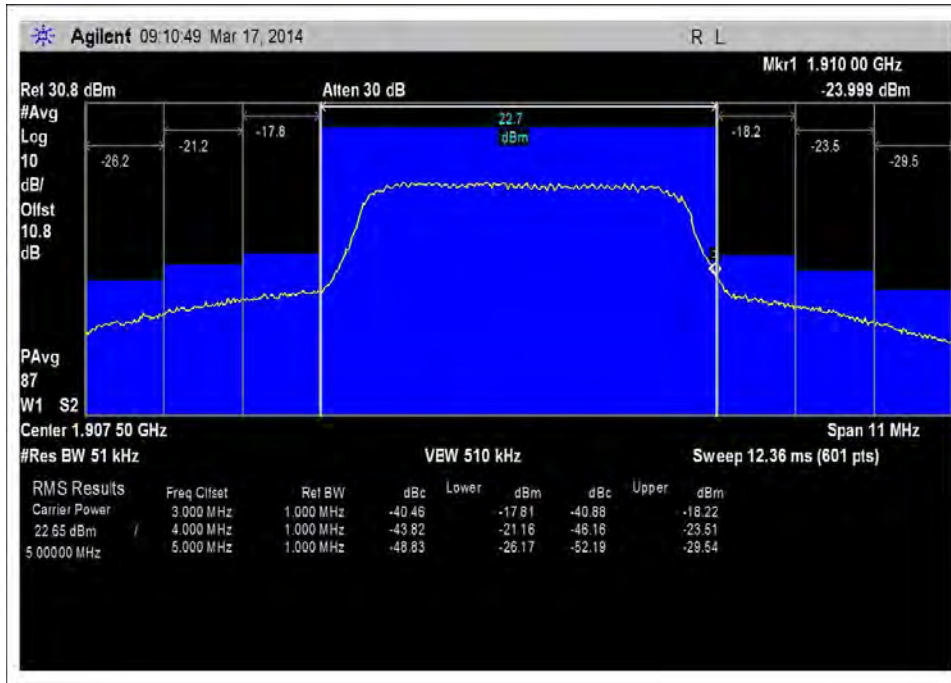 Agilent 09:10:49 Mar 17, 2014 R L
Mkr1 1.910 00 GHz
Ref 30.8 dBm Atten 30 dB -23.999 dBm
#Avg
Log
10
dB/
Offst
10.8
dB
-26.2 -21.2 -17.8 22.7 dBm -18.2 -23.5 -29.5
PAvg
87
W1 S2
Center 1.907 50 GHz Span 11 MHz
#Res BW 51 kHz VBW 510 kHz Sweep 12.36 ms (601 pts)
RMS Results Freq Offset Ref BW dBc Lower dBm dBc Upper dBm
Carrier Power 3.000 MHz 1.000 MHz -40.46 -17.81 -40.88 -18.22
22.65 dBm / 4.000 MHz 1.000 MHz -43.82 -21.16 -46.16 -23.51
5.00000 MHz 5.000 MHz 1.000 MHz -48.83 -26.17 -52.19 -29.54